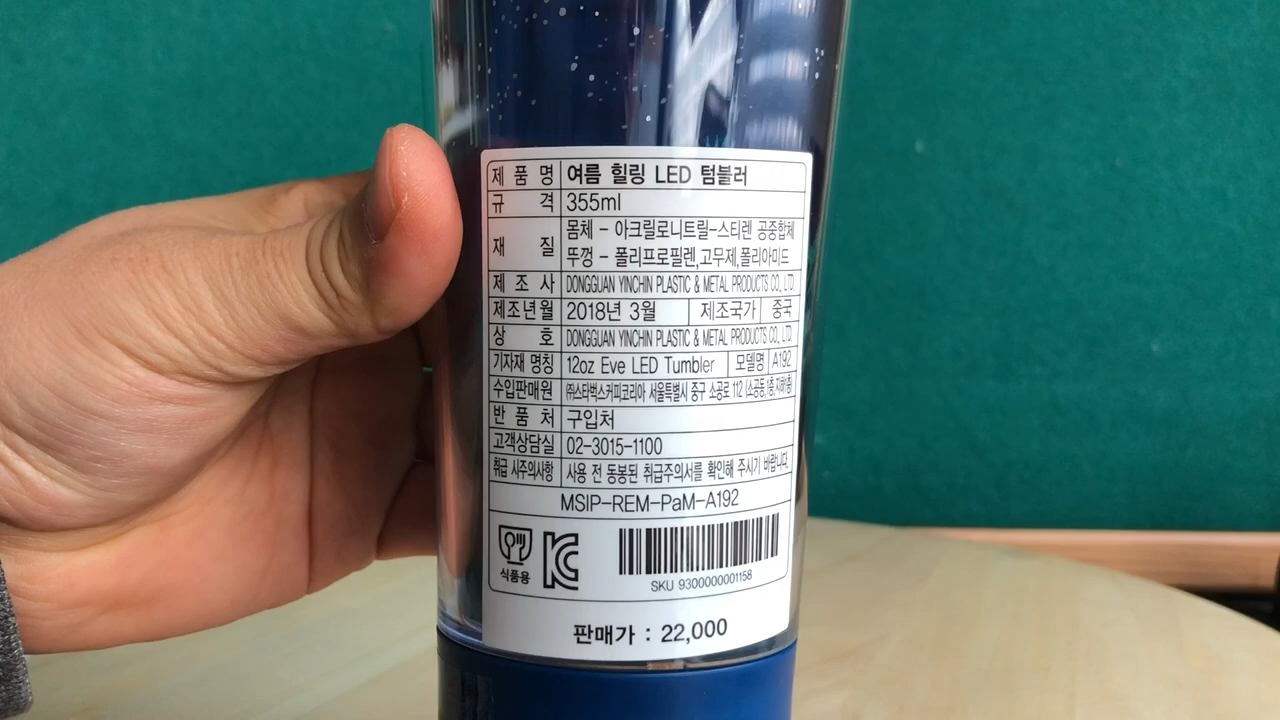 제 품 명 여름 힐링 LED 텀블러
규 격 355ml
재 질 몸체 - 아크릴로니트릴-스티렌 공중합체
뚜껑 - 폴리프로필렌,고무제,폴리아미드
제 조 사 DONGGUAN YINCHIN PLASTIC & METAL PRODUCTS CO., LTD.
제조년월 2018년 3월 제조국가 중국
상 호 DONGGUAN YINCHIN PLASTIC & METAL PRODUCTS CO., LTD.
기자재 명칭 12oz Eve LED Tumbler 모델명 A192
수입판매원 ㈜스타벅스커피코리아 서울특별시 중구 소공로 112 (소공동,1층,지하1층)
반 품 처 구입처
고객상담실 02-3015-1100
취급 시주의사항 사용 전 동봉된 취급주의서를 확인해 주시기 바랍니다.
MSIP-REM-PaM-A192
식품용
SKU 9300000001158
판매가 : 22,000